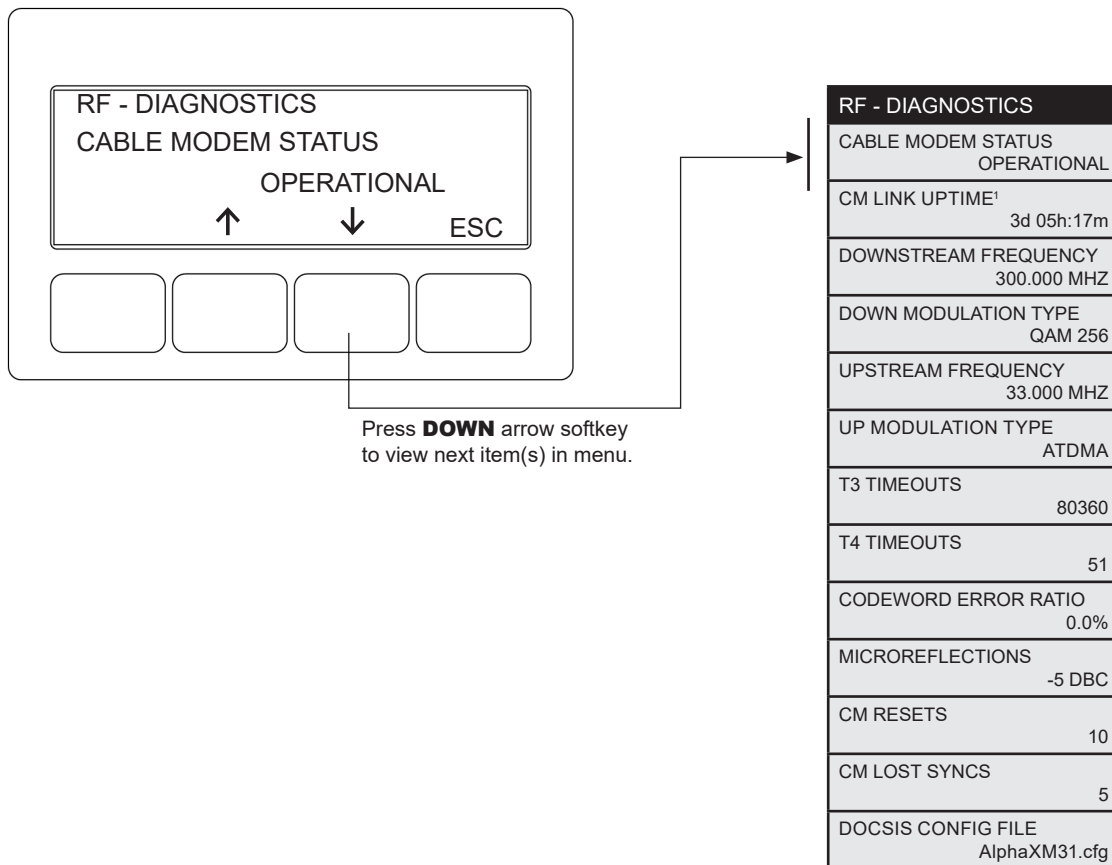 RF - DIAGNOSTICS
CABLE MODEM STATUS
OPERATIONAL
↑ ↓ ESC
Press DOWN arrow softkey
to view next item(s) in menu.
RF - DIAGNOSTICS
CABLE MODEM STATUS
OPERATIONAL
CM LINK UPTIME¹
3d 05h:17m
DOWNSTREAM FREQUENCY
300.000 MHZ
DOWN MODULATION TYPE
QAM 256
UPSTREAM FREQUENCY
33.000 MHZ
UP MODULATION TYPE
ATDMA
T3 TIMEOUTS
80360
T4 TIMEOUTS
51
CODEWORD ERROR RATIO
0.0%
MICROREFLECTIONS
-5 DBC
CM RESETS
10
CM LOST SYNCS
5
DOCSIS CONFIG FILE
AlphaXM31.cfg